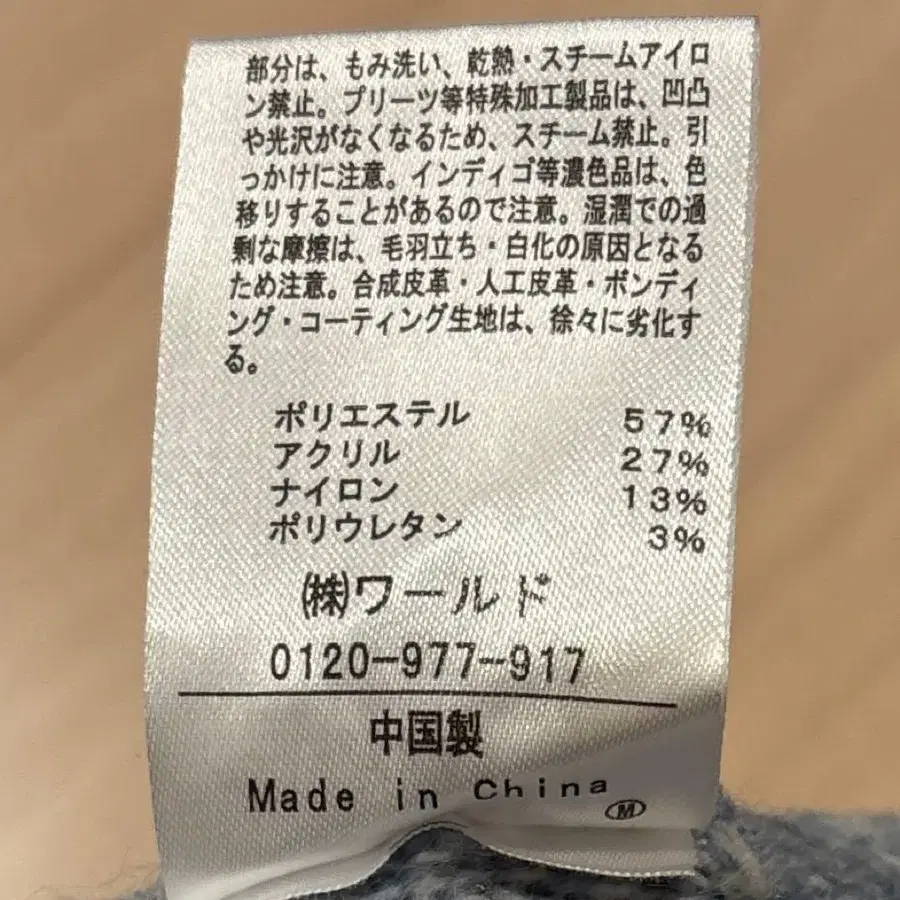 部分は、もみ洗い、乾熱・スチームアイロ
ン禁止。プリーツ等特殊加工製品は、凹凸
や光沢がなくなるため、スチーム禁止。引
っかけに注意。インディゴ等濃色品は、色
移りすることがあるので注意。湿潤での過
剰な摩擦は、毛羽立ち・白化の原因となる
ため注意。合成皮革・人工皮革・ボンディ
ング・コーティング生地は、徐々に劣化す
る。
ポリエステル 57%
アクリル 27%
ナイロン 13%
ポリウレタン 3%
㈱ワールド
0120-977-917
中国製
Made in China
Ⓜ